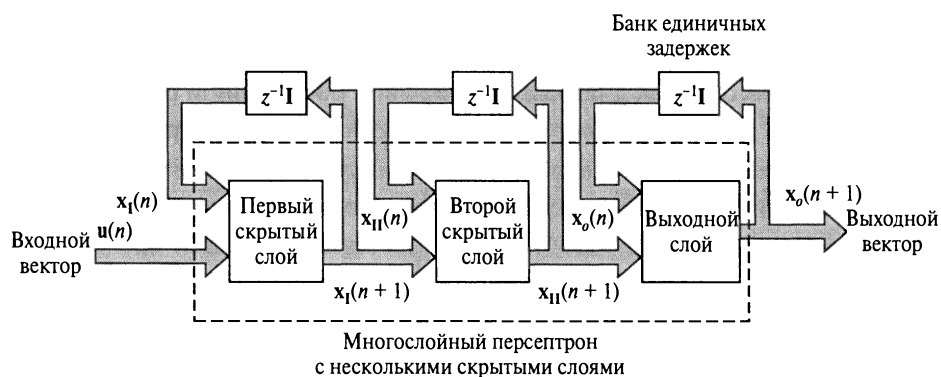 Банк единичных
задержек
z⁻¹I
z⁻¹I
z⁻¹I
x_I(n)
u(n)
Входной
вектор
Первый
скрытый
слой
x_I(n + 1)
x_II(n)
Второй
скрытый
слой
x_II(n + 1)
x_o(n)
Выходной
слой
x_o(n + 1)
Выходной
вектор
Многослойный персептрон
с несколькими скрытыми слоями